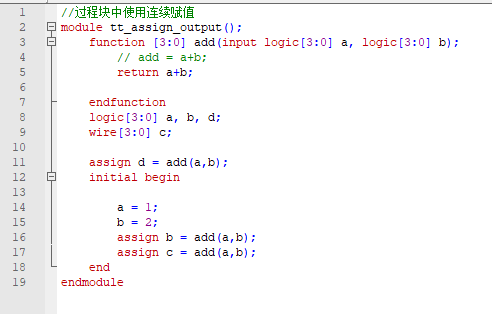 1 //过程块中使用连续赋值
2 module tt_assign_output();
3 function [3:0] add(input logic[3:0] a, logic[3:0] b);
4 // add = a+b;
5 return a+b;
6
7 endfunction
8 logic[3:0] a, b, d;
9 wire[3:0] c;
10
11 assign d = add(a,b);
12 initial begin
13
14 a = 1;
15 b = 2;
16 assign b = add(a,b);
17 assign c = add(a,b);
18 end
19 endmodule